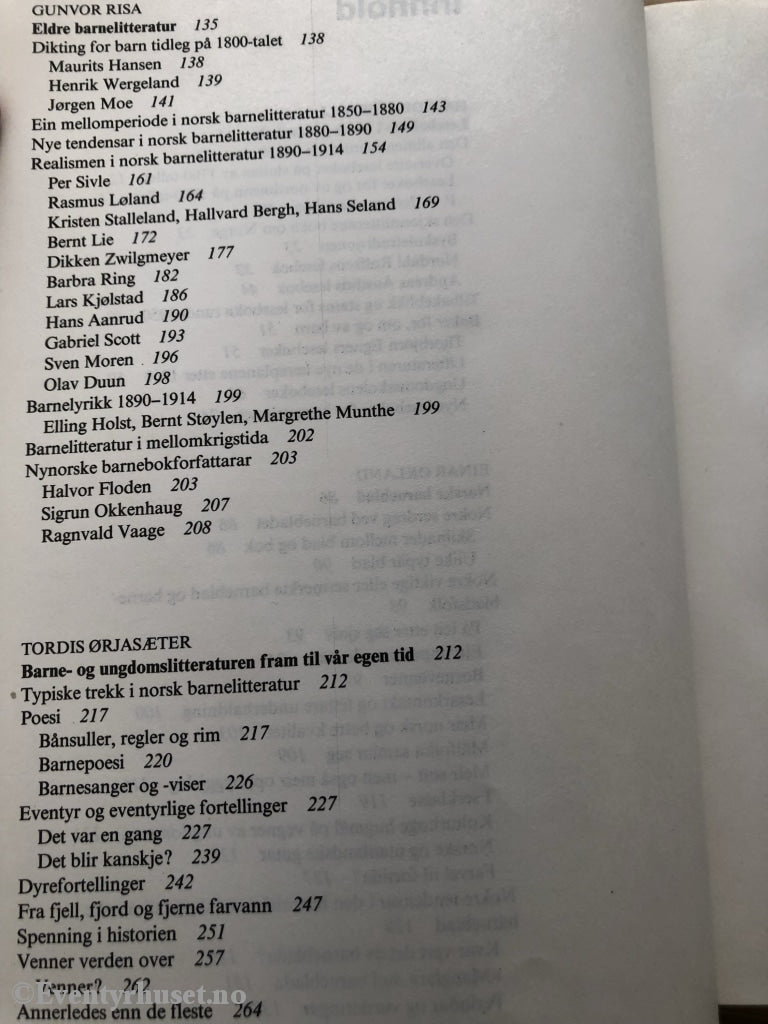 GUNVOR RISA
Eldre barnelitteratur 135
Dikting for barn tidleg på 1800-talet 138
Maurits Hansen 138
Henrik Wergeland 139
Jørgen Moe 141
Ein mellomperiode i norsk barnelitteratur 1850–1880 143
Nye tendensar i norsk barnelitteratur 1880–1890 149
Realismen i norsk barnelitteratur 1890–1914 154
Per Sivle 161
Rasmus Løland 164
Kristen Stalleland, Hallvard Bergh, Hans Seland 169
Bernt Lie 172
Dikken Zwilgmeyer 177
Barbra Ring 182
Lars Kjølstad 186
Hans Aanrud 190
Gabriel Scott 193
Sven Moren 196
Olav Duun 198
Barnelyrikk 1890–1914 199
Elling Holst, Bernt Støylen, Margrethe Munthe 199
Barnelitteratur i mellomkrigstida 202
Nynorske barnebokforfattarar 203
Halvor Floden 203
Sigrun Okkenhaug 207
Ragnvald Vaage 208
TORDIS ØRJASÆTER
Barne- og ungdomslitteraturen fram til vår egen tid 212
Typiske trekk i norsk barnelitteratur 212
Poesi 217
Bånsuller, regler og rim 217
Barnepoesi 220
Barnesanger og -viser 226
Eventyr og eventyrlige fortellinger 227
Det var en gang 227
Det blir kanskje? 239
Dyrefortellinger 242
Fra fjell, fjord og fjerne farvann 247
Spenning i historien 251
Venner verden over 257
Venner? 262
©Eventyrhuset.no
Annerledes enn de fleste 264